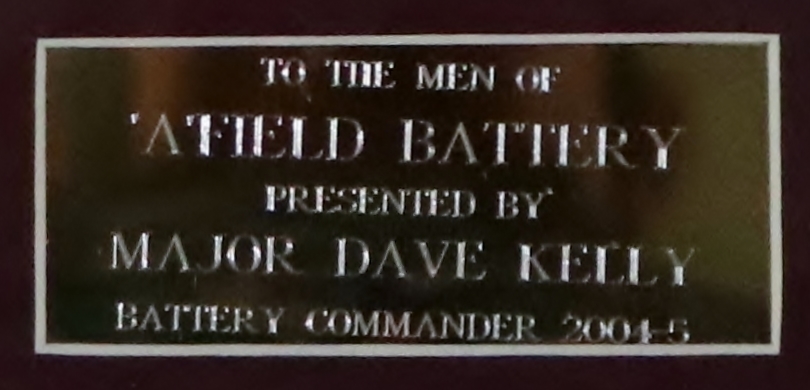 TO THE MEN OF
'A' FIELD BATTERY
PRESENTED BY
MAJOR DAVE KELLY
BATTERY COMMANDER 2004-5